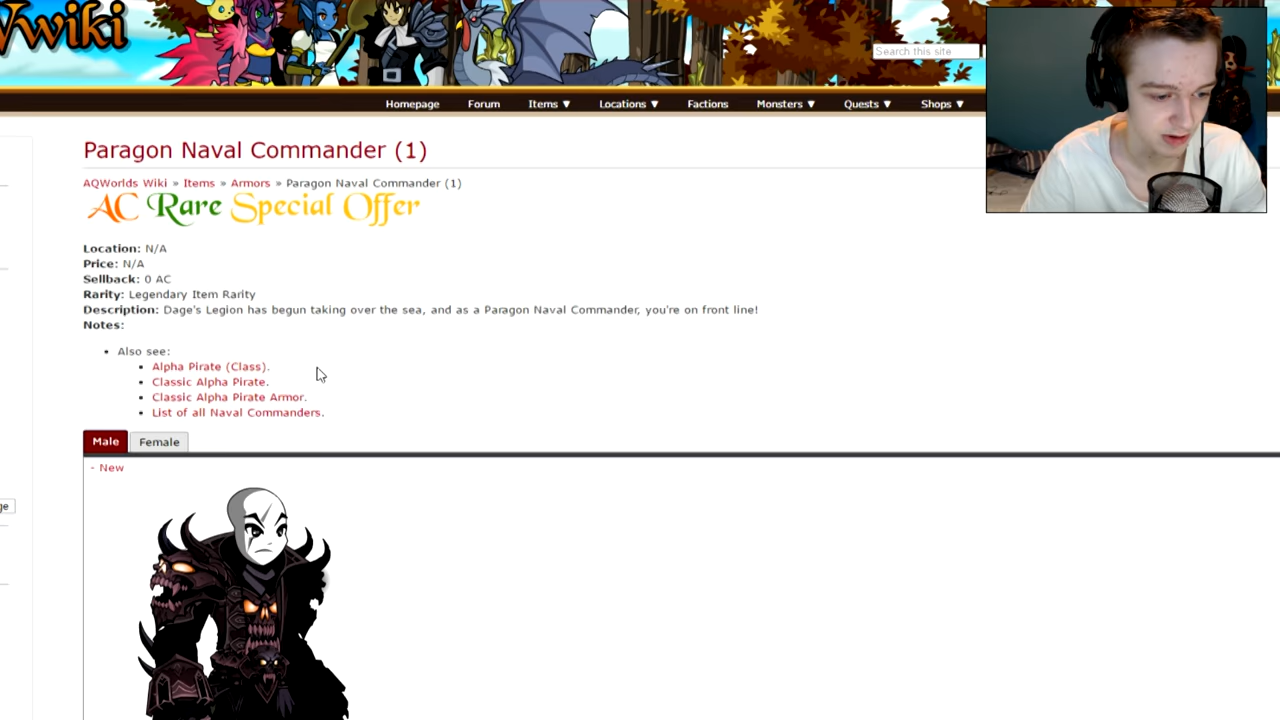 wiki
Search this site
Homepage Forum Items ▼ Locations ▼ Factions Monsters ▼ Quests ▼ Shops ▼
Paragon Naval Commander (1)
AQWorlds Wiki » Items » Armors » Paragon Naval Commander (1)
AC Rare Special Offer
Location: N/A
Price: N/A
Sellback: 0 AC
Rarity: Legendary Item Rarity
Description: Dage's Legion has begun taking over the sea, and as a Paragon Naval Commander, you're on front line!
Notes:
• Also see:
• Alpha Pirate (Class).
• Classic Alpha Pirate.
• Classic Alpha Pirate Armor.
• List of all Naval Commanders.
Male Female
- New